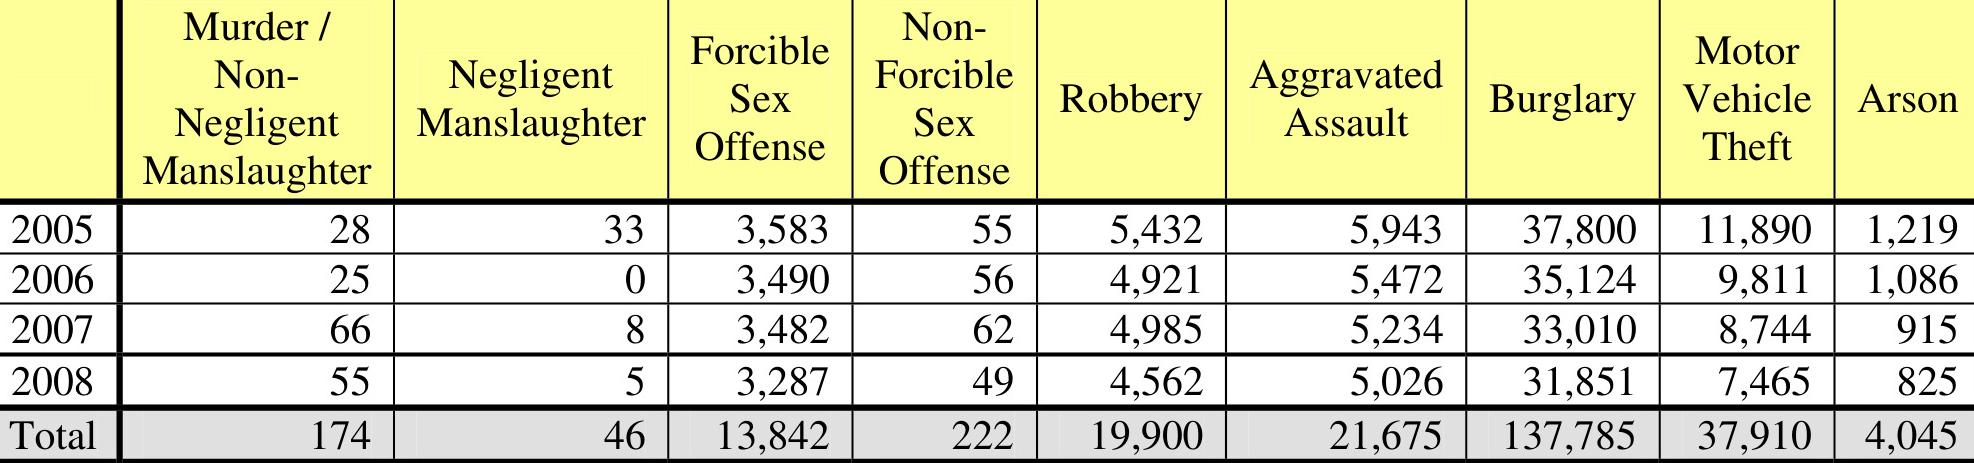 Murder / Non-Negligent Manslaughter Negligent Manslaughter Forcible Sex Offense Non-Forcible Sex Offense Robbery Aggravated Assault Burglary Motor Vehicle Theft Arson
2005 28 33 3,583 55 5,432 5,943 37,800 11,890 1,219
2006 25 0 3,490 56 4,921 5,472 35,124 9,811 1,086
2007 66 8 3,482 62 4,985 5,234 33,010 8,744 915
2008 55 5 3,287 49 4,562 5,026 31,851 7,465 825
Total 174 46 13,842 222 19,900 21,675 137,785 37,910 4,045